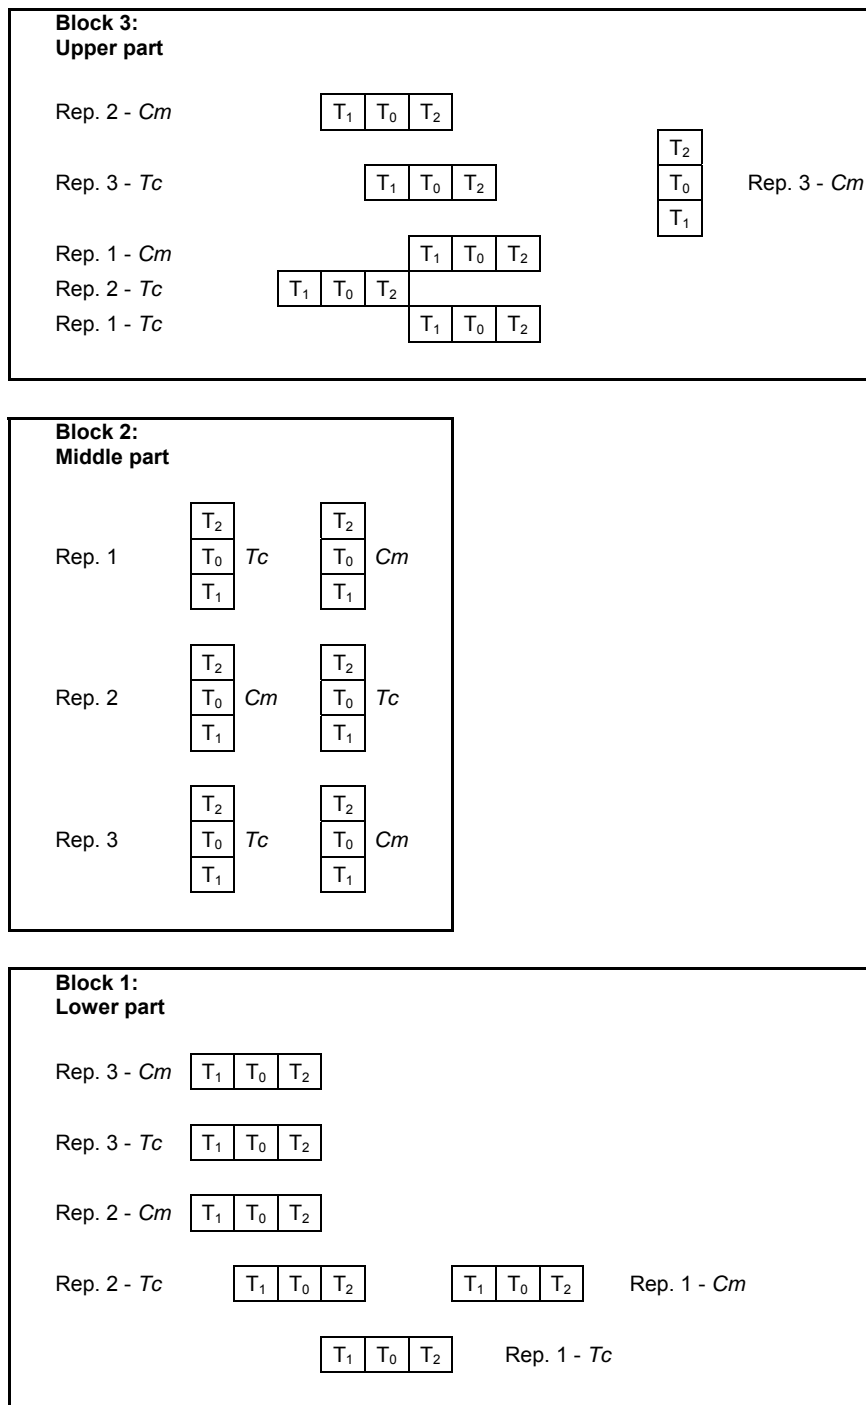 Block 3:
Upper part
Rep. 2 - Cm T₁ T₀ T₂
T₂
Rep. 3 - Tc T₁ T₀ T₂ T₀ Rep. 3 - Cm
T₁
Rep. 1 - Cm T₁ T₀ T₂
Rep. 2 - Tc T₁ T₀ T₂
Rep. 1 - Tc T₁ T₀ T₂
Block 2:
Middle part
T₂ T₂
Rep. 1 T₀ Tc T₀ Cm
T₁ T₁
T₂ T₂
Rep. 2 T₀ Cm T₀ Tc
T₁ T₁
T₂ T₂
Rep. 3 T₀ Tc T₀ Cm
T₁ T₁
Block 1:
Lower part
Rep. 3 - Cm T₁ T₀ T₂
Rep. 3 - Tc T₁ T₀ T₂
Rep. 2 - Cm T₁ T₀ T₂
Rep. 2 - Tc T₁ T₀ T₂ T₁ T₀ T₂ Rep. 1 - Cm
T₁ T₀ T₂ Rep. 1 - Tc